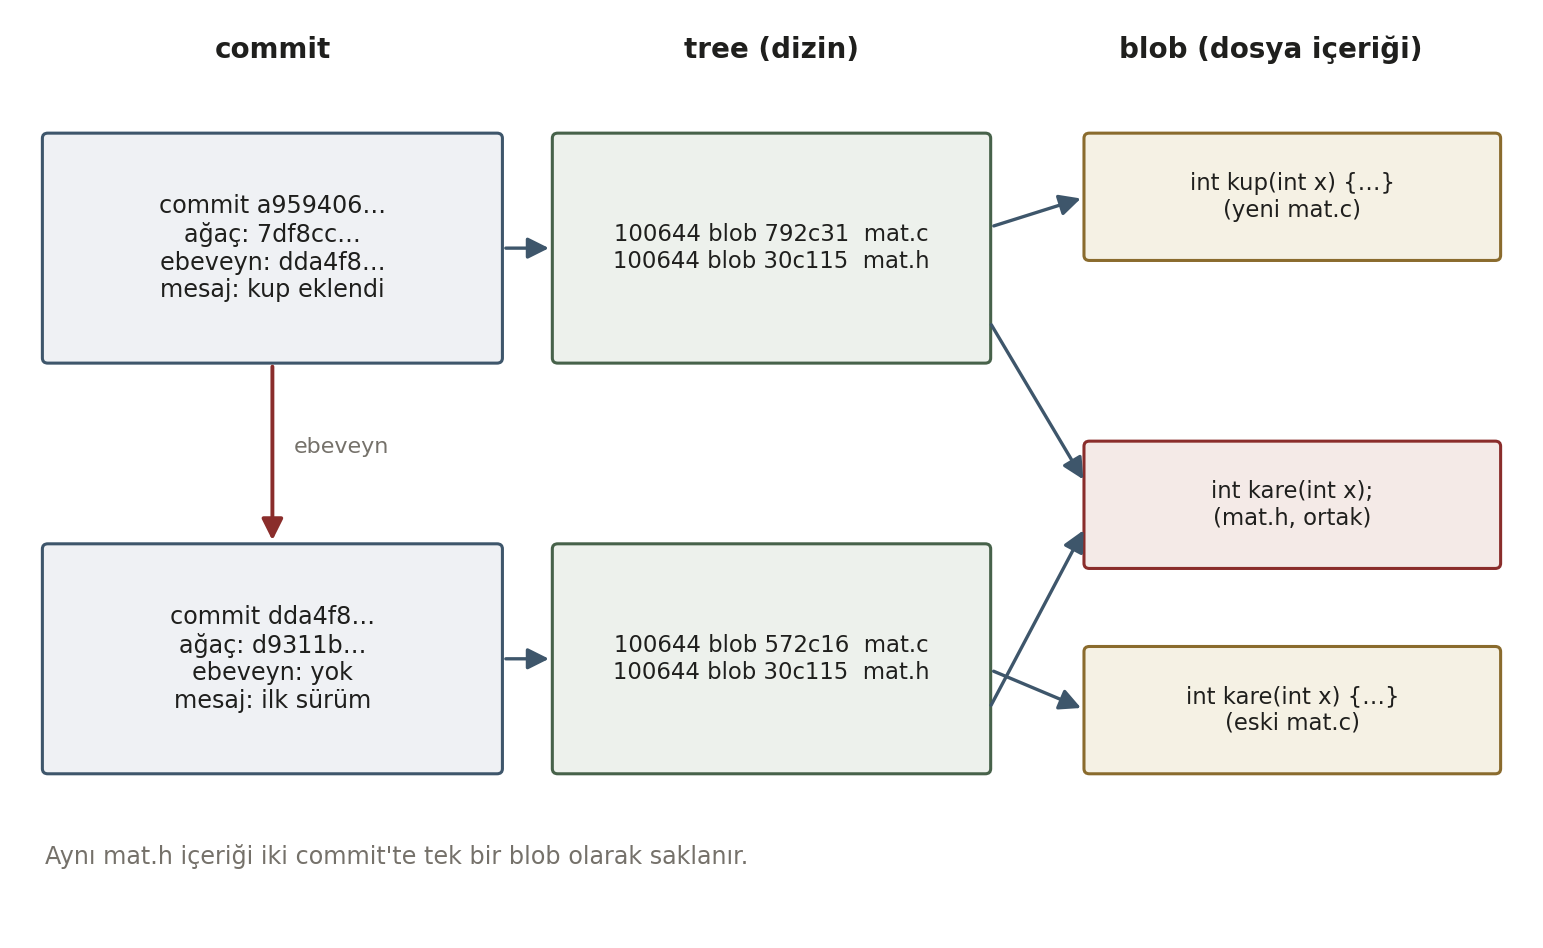 commit
tree (dizin)
blob (dosya içeriği)
commit a959406...
ağaç: 7df8cc...
ebeveyn: dda4f8...
mesaj: kup eklendi
100644 blob 792c31  mat.c
100644 blob 30c115  mat.h
int kup(int x) {...}
(yeni mat.c)
ebeveyn
int kare(int x);
(mat.h, ortak)
commit dda4f8...
ağaç: d9311b...
ebeveyn: yok
mesaj: ilk sürüm
100644 blob 572c16  mat.c
100644 blob 30c115  mat.h
int kare(int x) {...}
(eski mat.c)
Aynı mat.h içeriği iki commit'te tek bir blob olarak saklanır.